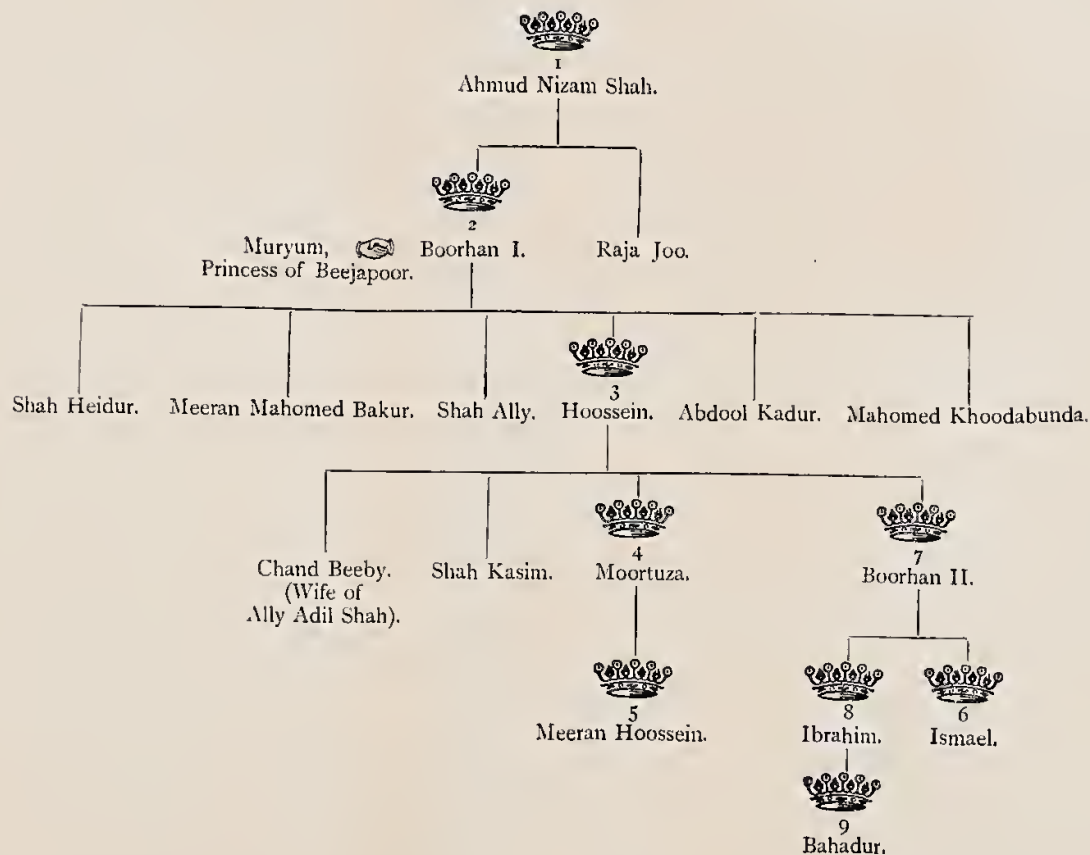 1
Ahmud Nizam Shah.
2
Muryum, Boorhan I. Raja Joo.
Princess of Beejapoor.
3
Shah Heidur. Meeran Mahomed Bakur. Shah Ally. Hoossein. Abdool Kadur. Mahomed Khoodabunda.
4
7
Chand Beeby. Shah Kasim. Moortuza. Boorhan II.
(Wife of
Ally Adil Shah).
5 8 6
Meeran Hoossein. Ibrahim. Ismael.
9
Bahadur.